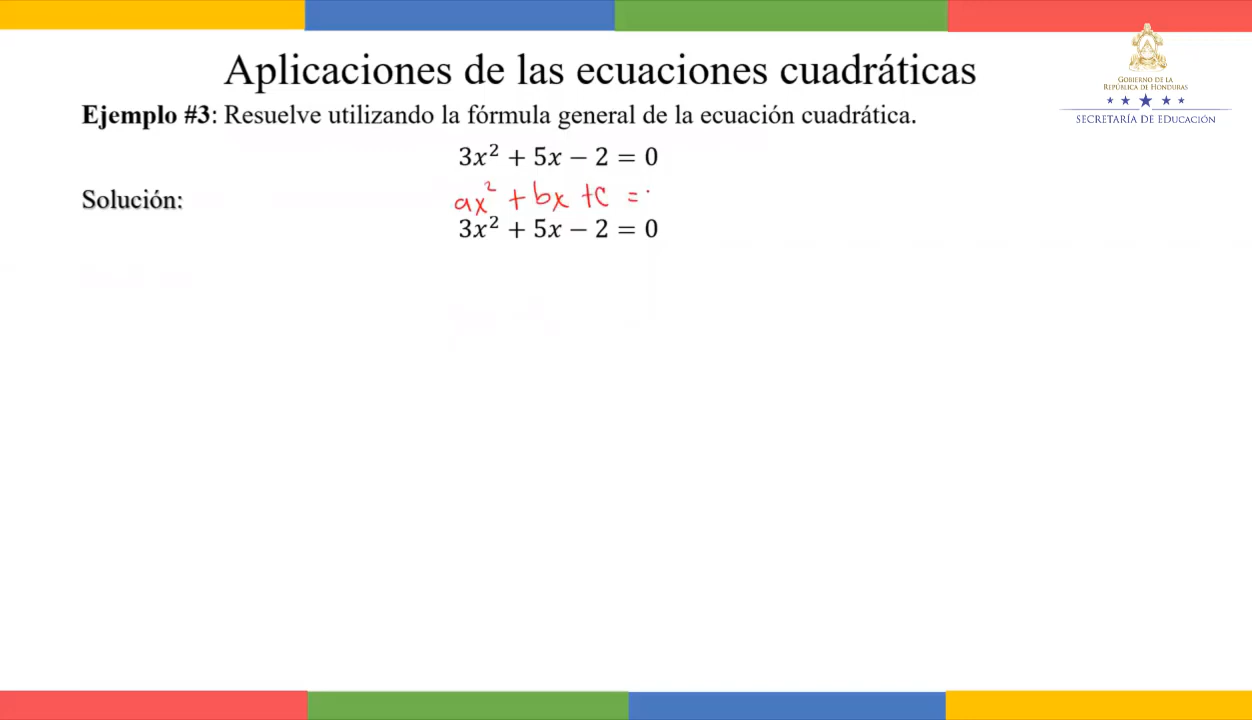 Aplicaciones de las ecuaciones cuadráticas
GOBIERNO DE LA
REPÚBLICA DE HONDURAS
SECRETARÍA DE EDUCACIÓN
Ejemplo #3: Resuelve utilizando la fórmula general de la ecuación cuadrática.
3x² + 5x − 2 = 0
Solución:
ax² + bx + c =
3x² + 5x − 2 = 0